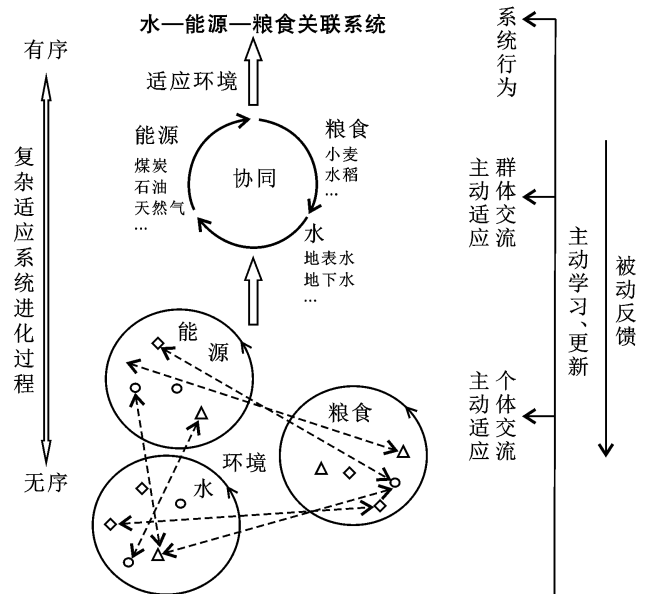 水—能源—粮食关联系统
有序
适应环境
能源
煤炭
石油
天然气
...
粮食
小麦
水稻
...
协同
水
地表水
地下水
...
复杂适应系统进化过程
无序
能
源
粮食
环境
水
系统行为
群体交流
主动适应
个体交流
主动适应
主动学习、更新
被动反馈